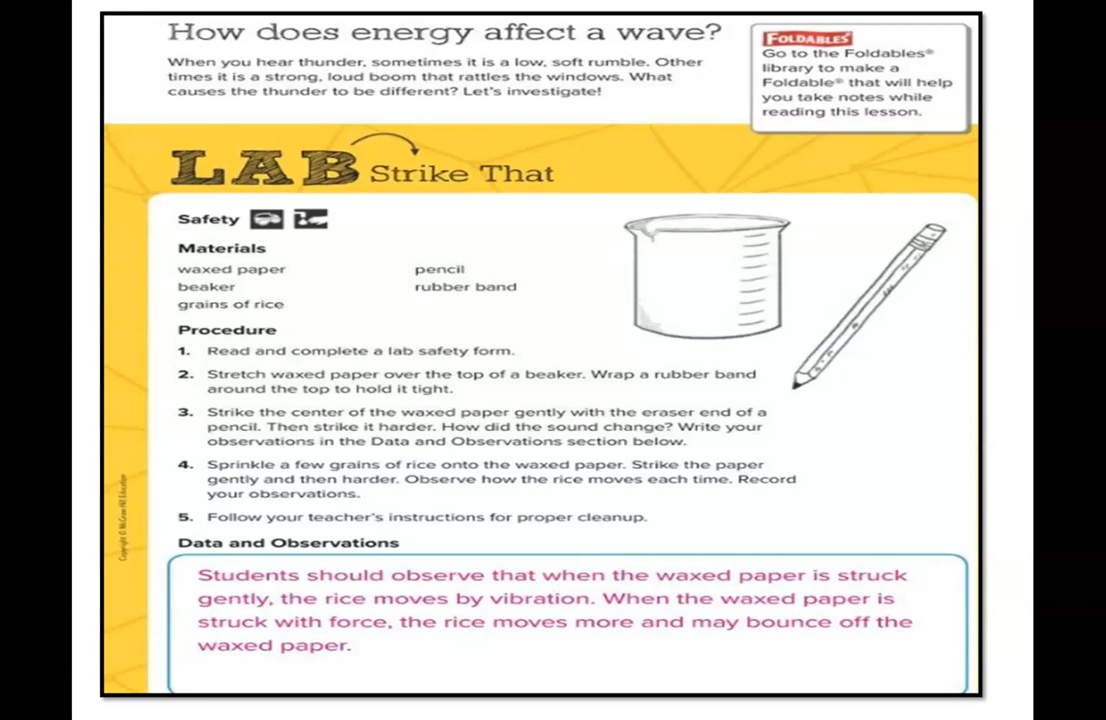 How does energy affect a wave?
When you hear thunder, sometimes it is a low, soft rumble. Other
times it is a strong, loud boom that rattles the windows. What
causes the thunder to be different? Let's investigate!
FOLDABLES®
Go to the Foldables®
library to make a
Foldable® that will help
you take notes while
reading this lesson.
LAB Strike That
Safety
Materials
waxed paper
beaker
grains of rice
pencil
rubber band
Procedure
1. Read and complete a lab safety form.
2. Stretch waxed paper over the top of a beaker. Wrap a rubber band
around the top to hold it tight.
3. Strike the center of the waxed paper gently with the eraser end of a
pencil. Then strike it harder. How did the sound change? Write your
observations in the Data and Observations section below.
4. Sprinkle a few grains of rice onto the waxed paper. Strike the paper
gently and then harder. Observe how the rice moves each time. Record
your observations.
5. Follow your teacher's instructions for proper cleanup.
Data and Observations
Students should observe that when the waxed paper is struck
gently, the rice moves by vibration. When the waxed paper is
struck with force, the rice moves more and may bounce off the
waxed paper.
Copyright © McGraw-Hill Education